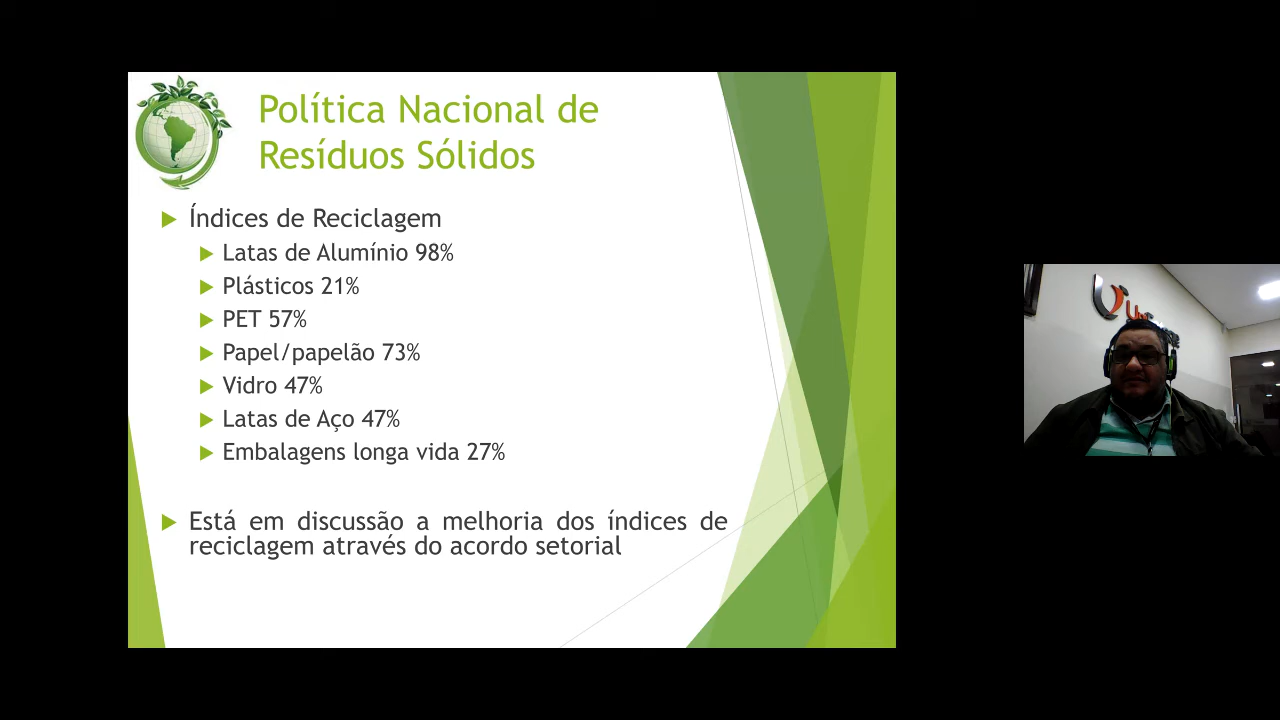 Política Nacional de
Resíduos Sólidos
Índices de Reciclagem
Latas de Alumínio 98%
Plásticos 21%
PET 57%
Papel/papelão 73%
Vidro 47%
Latas de Aço 47%
Embalagens longa vida 27%
Está em discussão a melhoria dos índices de
reciclagem através do acordo setorial